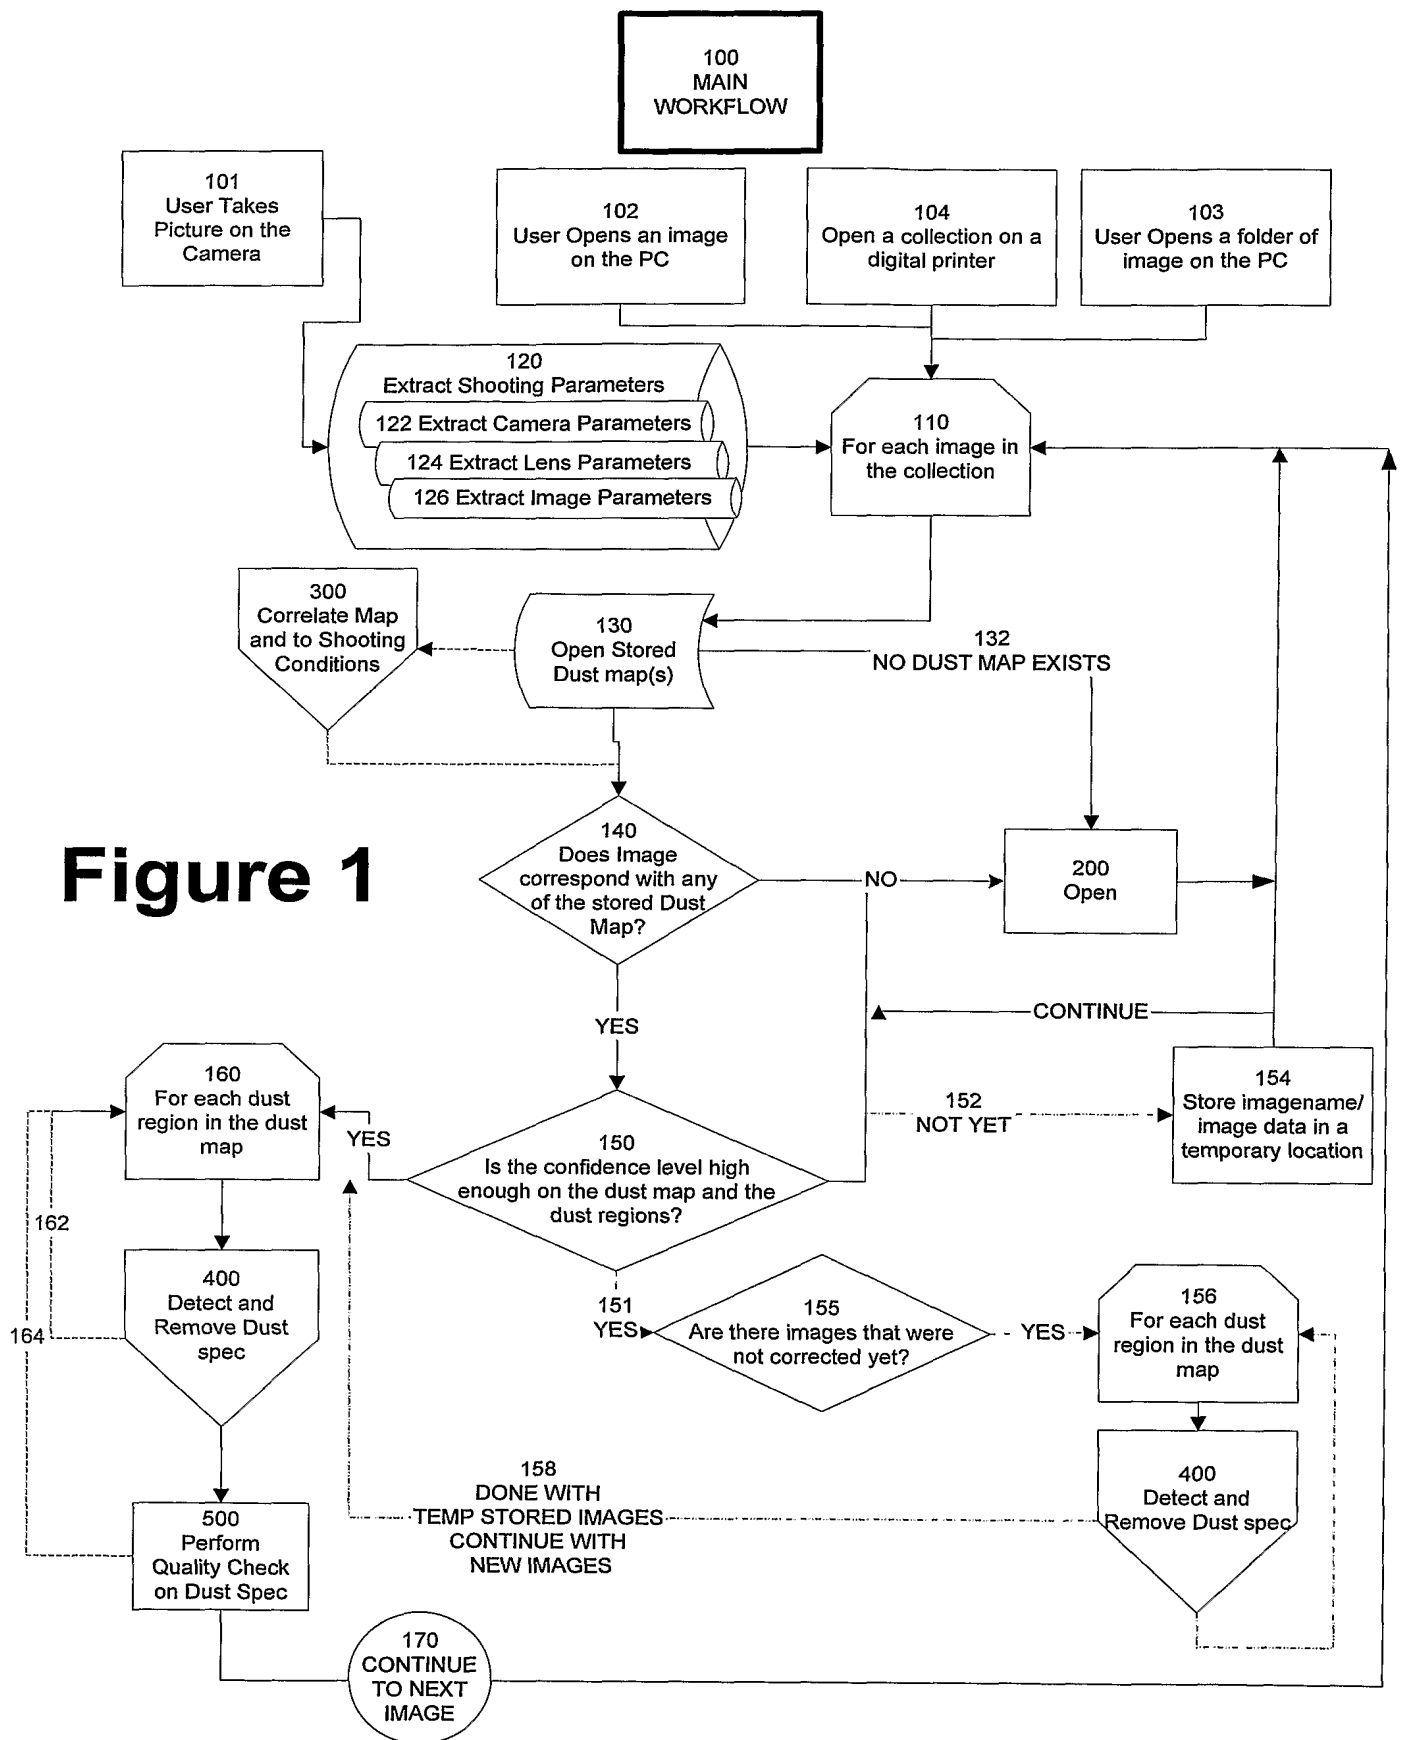 100
MAIN
WORKFLOW
101
User Takes
Picture on the
Camera
102
User Opens an image
on the PC
104
Open a collection on a
digital printer
103
User Opens a folder of
image on the PC
120
Extract Shooting Parameters
122 Extract Camera Parameters
124 Extract Lens Parameters
126 Extract Image Parameters
110
For each image in
the collection
300
Correlate Map
and to Shooting
Conditions
130
Open Stored
Dust map(s)
132
NO DUST MAP EXISTS
Figure 1
140
Does Image
correspond with any
of the stored Dust
Map?
NO
200
Open
YES
CONTINUE
160
For each dust
region in the dust
map
YES
150
Is the confidence level high
enough on the dust map and the
dust regions?
152
NOT YET
154
Store imagename/
image data in a
temporary location
162
164
400
Detect and
Remove Dust
spec
151
YES
155
Are there images that were
not corrected yet?
YES
156
For each dust
region in the dust
map
158
DONE WITH
TEMP STORED IMAGES
CONTINUE WITH
NEW IMAGES
400
Detect and
Remove Dust spec
500
Perform
Quality Check
on Dust Spec
170
CONTINUE
TO NEXT
IMAGE